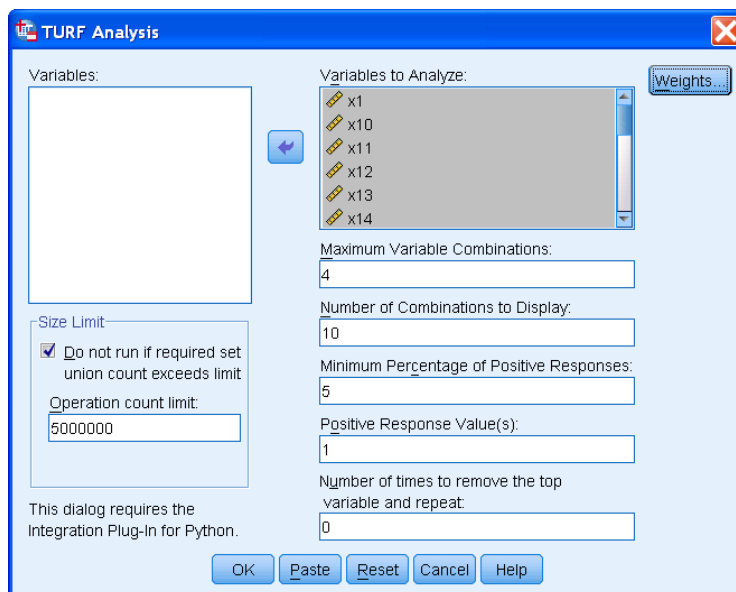 TURF Analysis
Variables:
Variables to Analyze:
Weights...
x1
x10
x11
x12
x13
x14
Maximum Variable Combinations:
4
Number of Combinations to Display:
10
Minimum Percentage of Positive Responses:
5
Positive Response Value(s):
1
Number of times to remove the top
variable and repeat:
0
Size Limit
Do not run if required set
union count exceeds limit
Operation count limit:
5000000
This dialog requires the
Integration Plug-In for Python.
OK
Paste
Reset
Cancel
Help